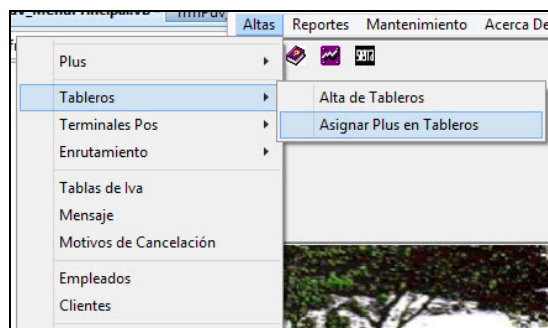 Altas Reportes Mantenimiento Acerca De
Plus
Tableros
Alta de Tableros
Terminales Pos
Asignar Plus en Tableros
Enrutamiento
Tablas de Iva
Mensaje
Motivos de Cancelación
Empleados
Clientes